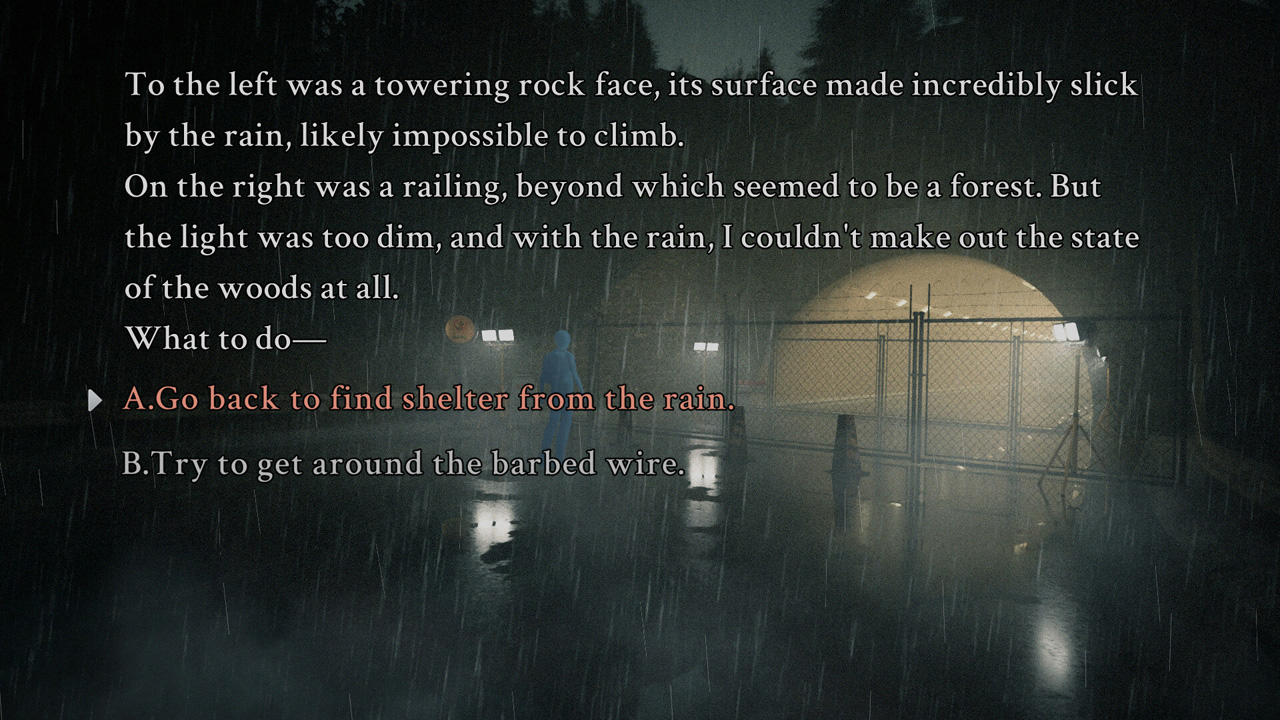 To the left was a towering rock face, its surface made incredibly slick
by the rain, likely impossible to climb.
On the right was a railing, beyond which seemed to be a forest. But
the light was too dim, and with the rain, I couldn't make out the state
of the woods at all.
What to do—
A.Go back to find shelter from the rain.
B.Try to get around the barbed wire.